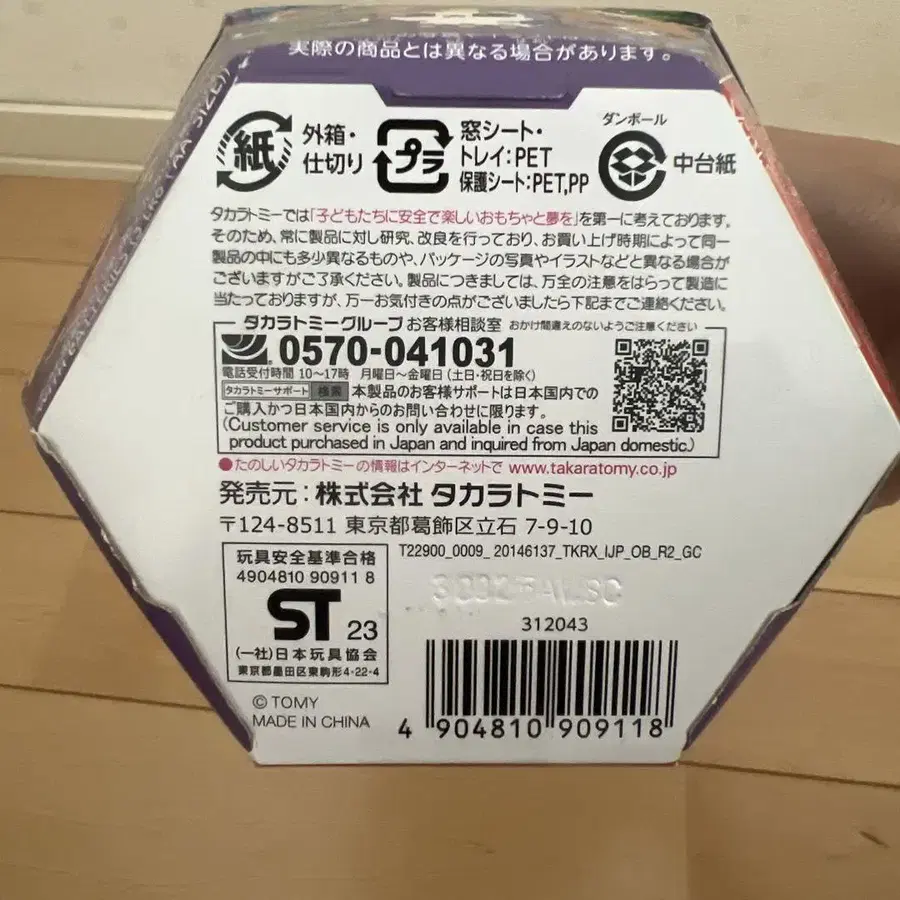 実際の商品とは異なる場合があります。
紙
外箱・
仕切り
プラ
窓シート・
トレイ:PET
保護シート:PET,PP
ダンボール
中台紙
タカラトミーでは「子どもたちに安全で楽しいおもちゃと夢を」を第一に考えております。
そのため、常に製品に対し研究、改良を行っており、お買い上げ時期によって同一
製品の中にも多少異なるものや、パッケージの写真やイラストなどと異なる場合が
ございますがご了承ください。製品につきましては、万全の注意をはらって製造に
当たっておりますが、万一お気付きの点がございましたら下記までご連絡ください。
タカラトミーグループ お客様相談室 おかけ間違えのないようご注意ください
0570-041031
電話受付時間 10〜17時 月曜日〜金曜日(土・日・祝日を除く)
タカラトミーサポート 検索 本製品のお客様サポートは日本国内での
ご購入かつ日本国内からのお問い合わせに限ります。
(Customer service is only available in case this
product purchased in Japan and inquired from Japan domestic.)
●たのしいタカラトミーの情報はインターネットで www.takaratomy.co.jp
発売元:株式会社 タカラトミー
〒124-8511 東京都葛飾区立石 7-9-10
玩具安全基準合格
4904810 90911 8
ST 23
(一社)日本玩具協会
東京都墨田区東駒形4-22-4
T22900_0009_ 20146137_TKRX_IJP_OB_R2_GC
312043
© TOMY
MADE IN CHINA
4 904810 909118